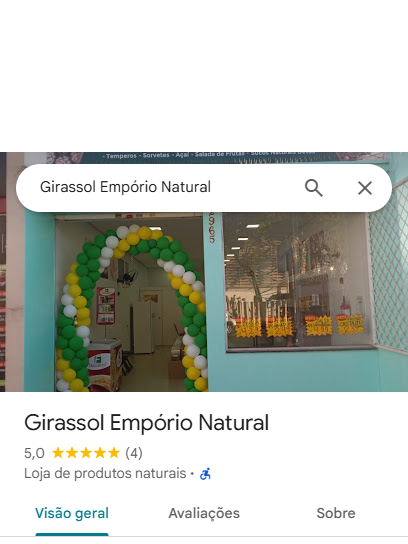 - Temperos - Sorvetes - Açaí - Salada de Frutas - Sucos Naturais
Girassol Empório Natural
2965
Girassol Empório Natural
5,0 ★★★★★ (4)
Loja de produtos naturais •
Visão geral
Avaliações
Sobre